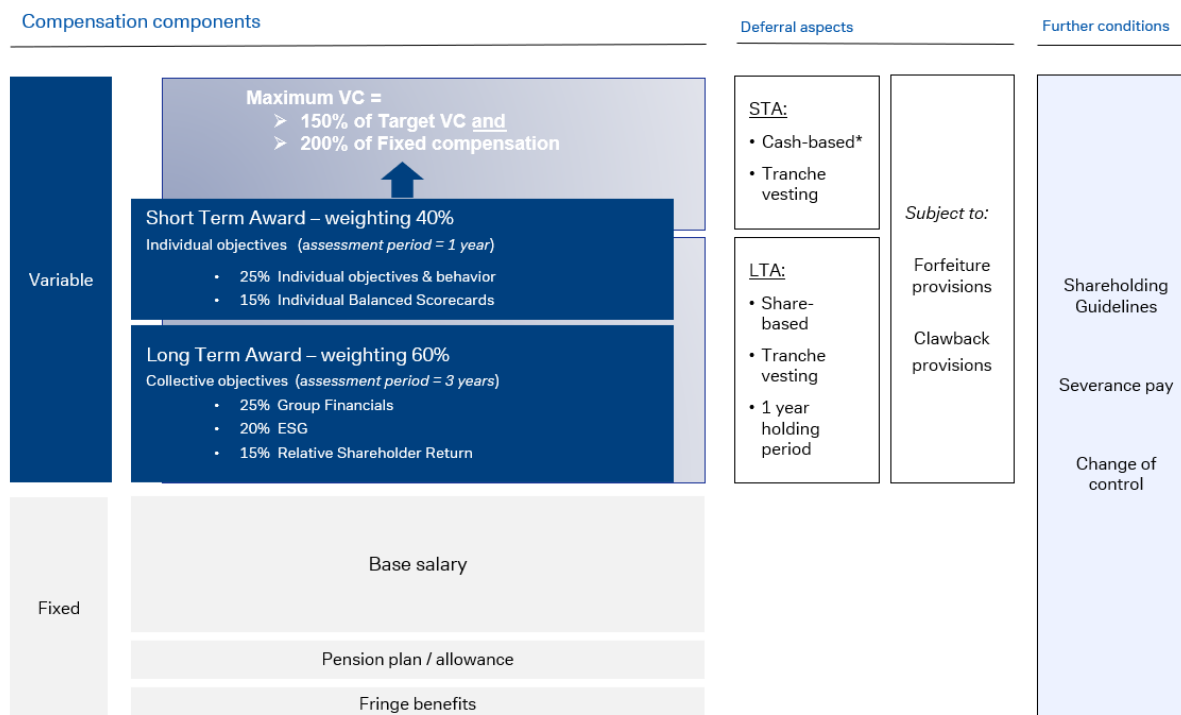 Compensation components
Deferral aspects
Further conditions
Variable
Maximum VC =
➢ 150% of Target VC and
➢ 200% of Fixed compensation
Short Term Award – weighting 40%
Individual objectives (assessment period = 1 year)
• 25% Individual objectives & behavior
• 15% Individual Balanced Scorecards
Long Term Award – weighting 60%
Collective objectives (assessment period = 3 years)
• 25% Group Financials
• 20% ESG
• 15% Relative Shareholder Return
STA:
• Cash-based*
• Tranche
vesting
LTA:
• Share-
based
• Tranche
vesting
• 1 year
holding
period
Subject to:
Forfeiture
provisions
Clawback
provisions
Shareholding
Guidelines
Severance pay
Change of
control
Fixed
Base salary
Pension plan / allowance
Fringe benefits